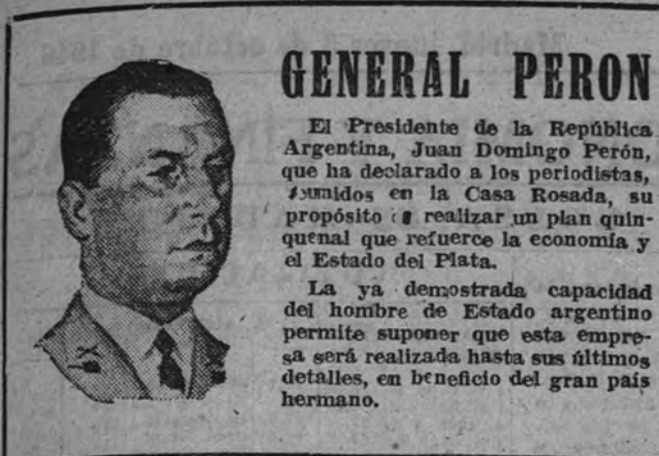 GENERAL PERON
El Presidente de la República
Argentina, Juan Domingo Perón,
que ha declarado a los periodistas,
en la Casa Rosada, su
propósito realizar un plan quin-
quenal que refuerce la economía y
el Estado del Plata.
La ya demostrada capacidad
del hombre de Estado argentino
permite suponer que esta empre-
sa será realizada hasta sus últimos
detalles, en beneficio del gran país
hermano.